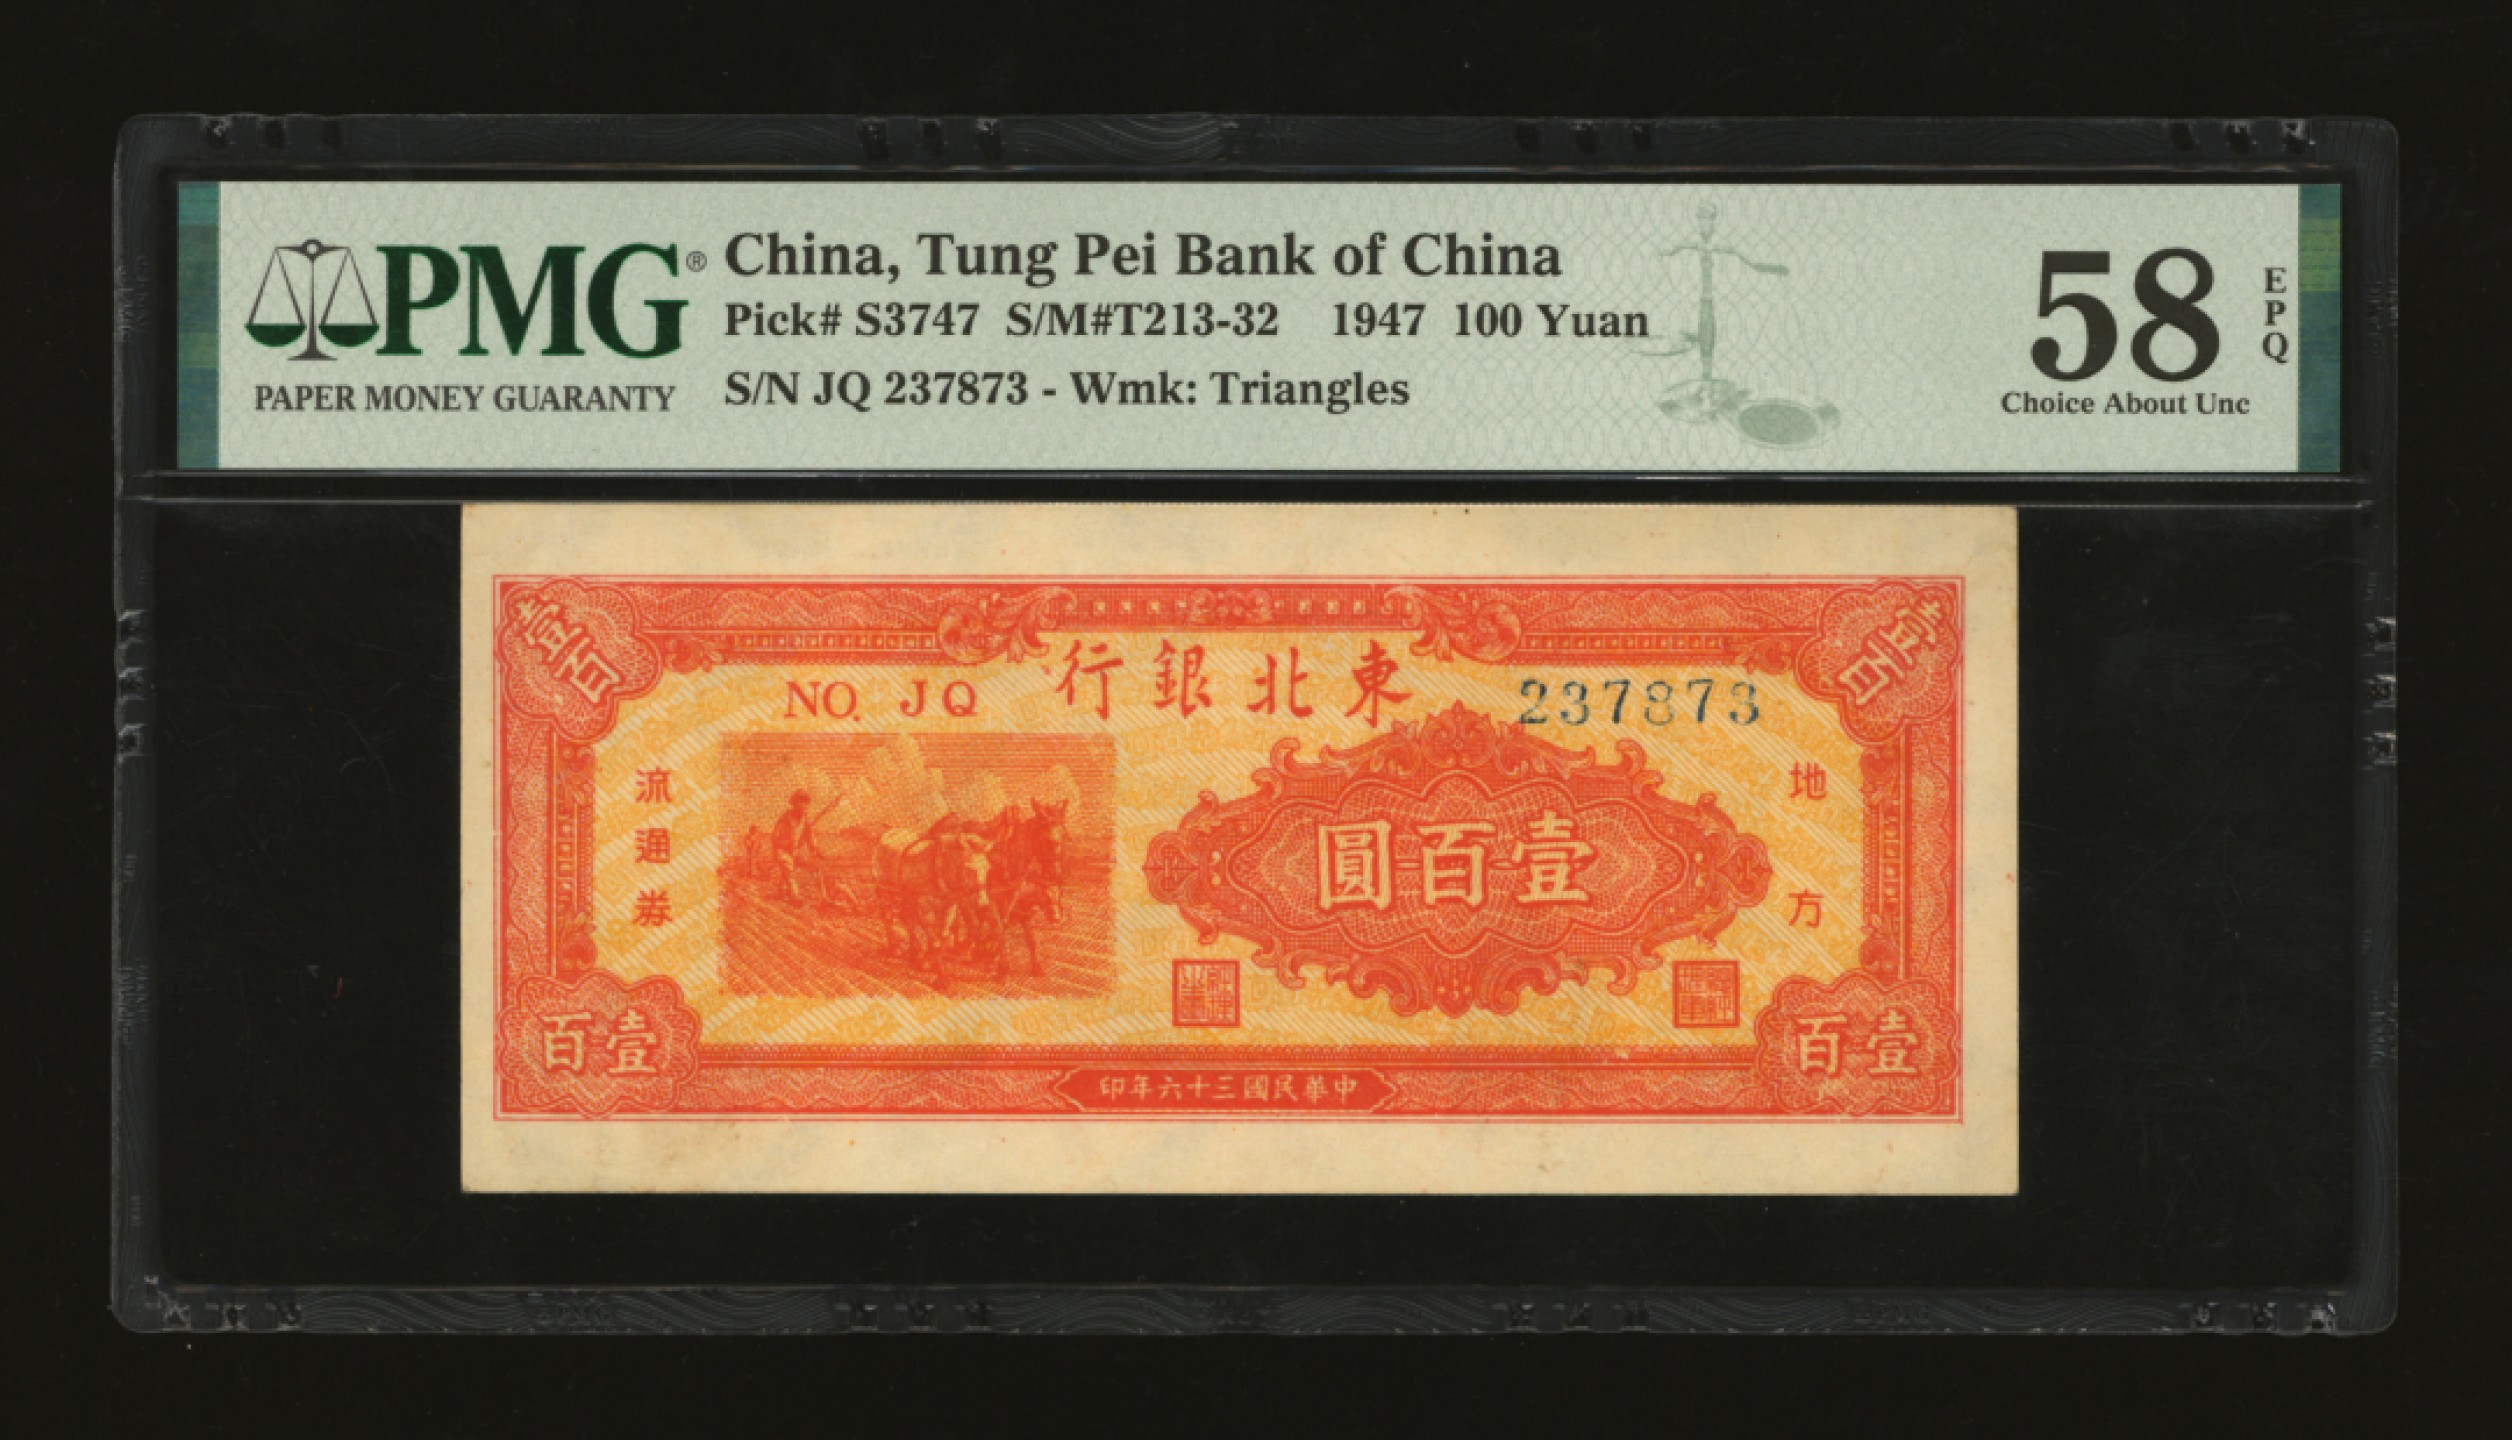 PMG®
PAPER MONEY GUARANTY
China, Tung Pei Bank of China
Pick# S3747 S/M#T213-32 1947 100 Yuan
S/N JQ 237873 - Wmk: Triangles
58
EPQ
Choice About Unc
壹百
壹百
東北銀行
NO. JQ
237873
地方
流通券
壹百圓
壹百
壹百
中華民國三十六年印